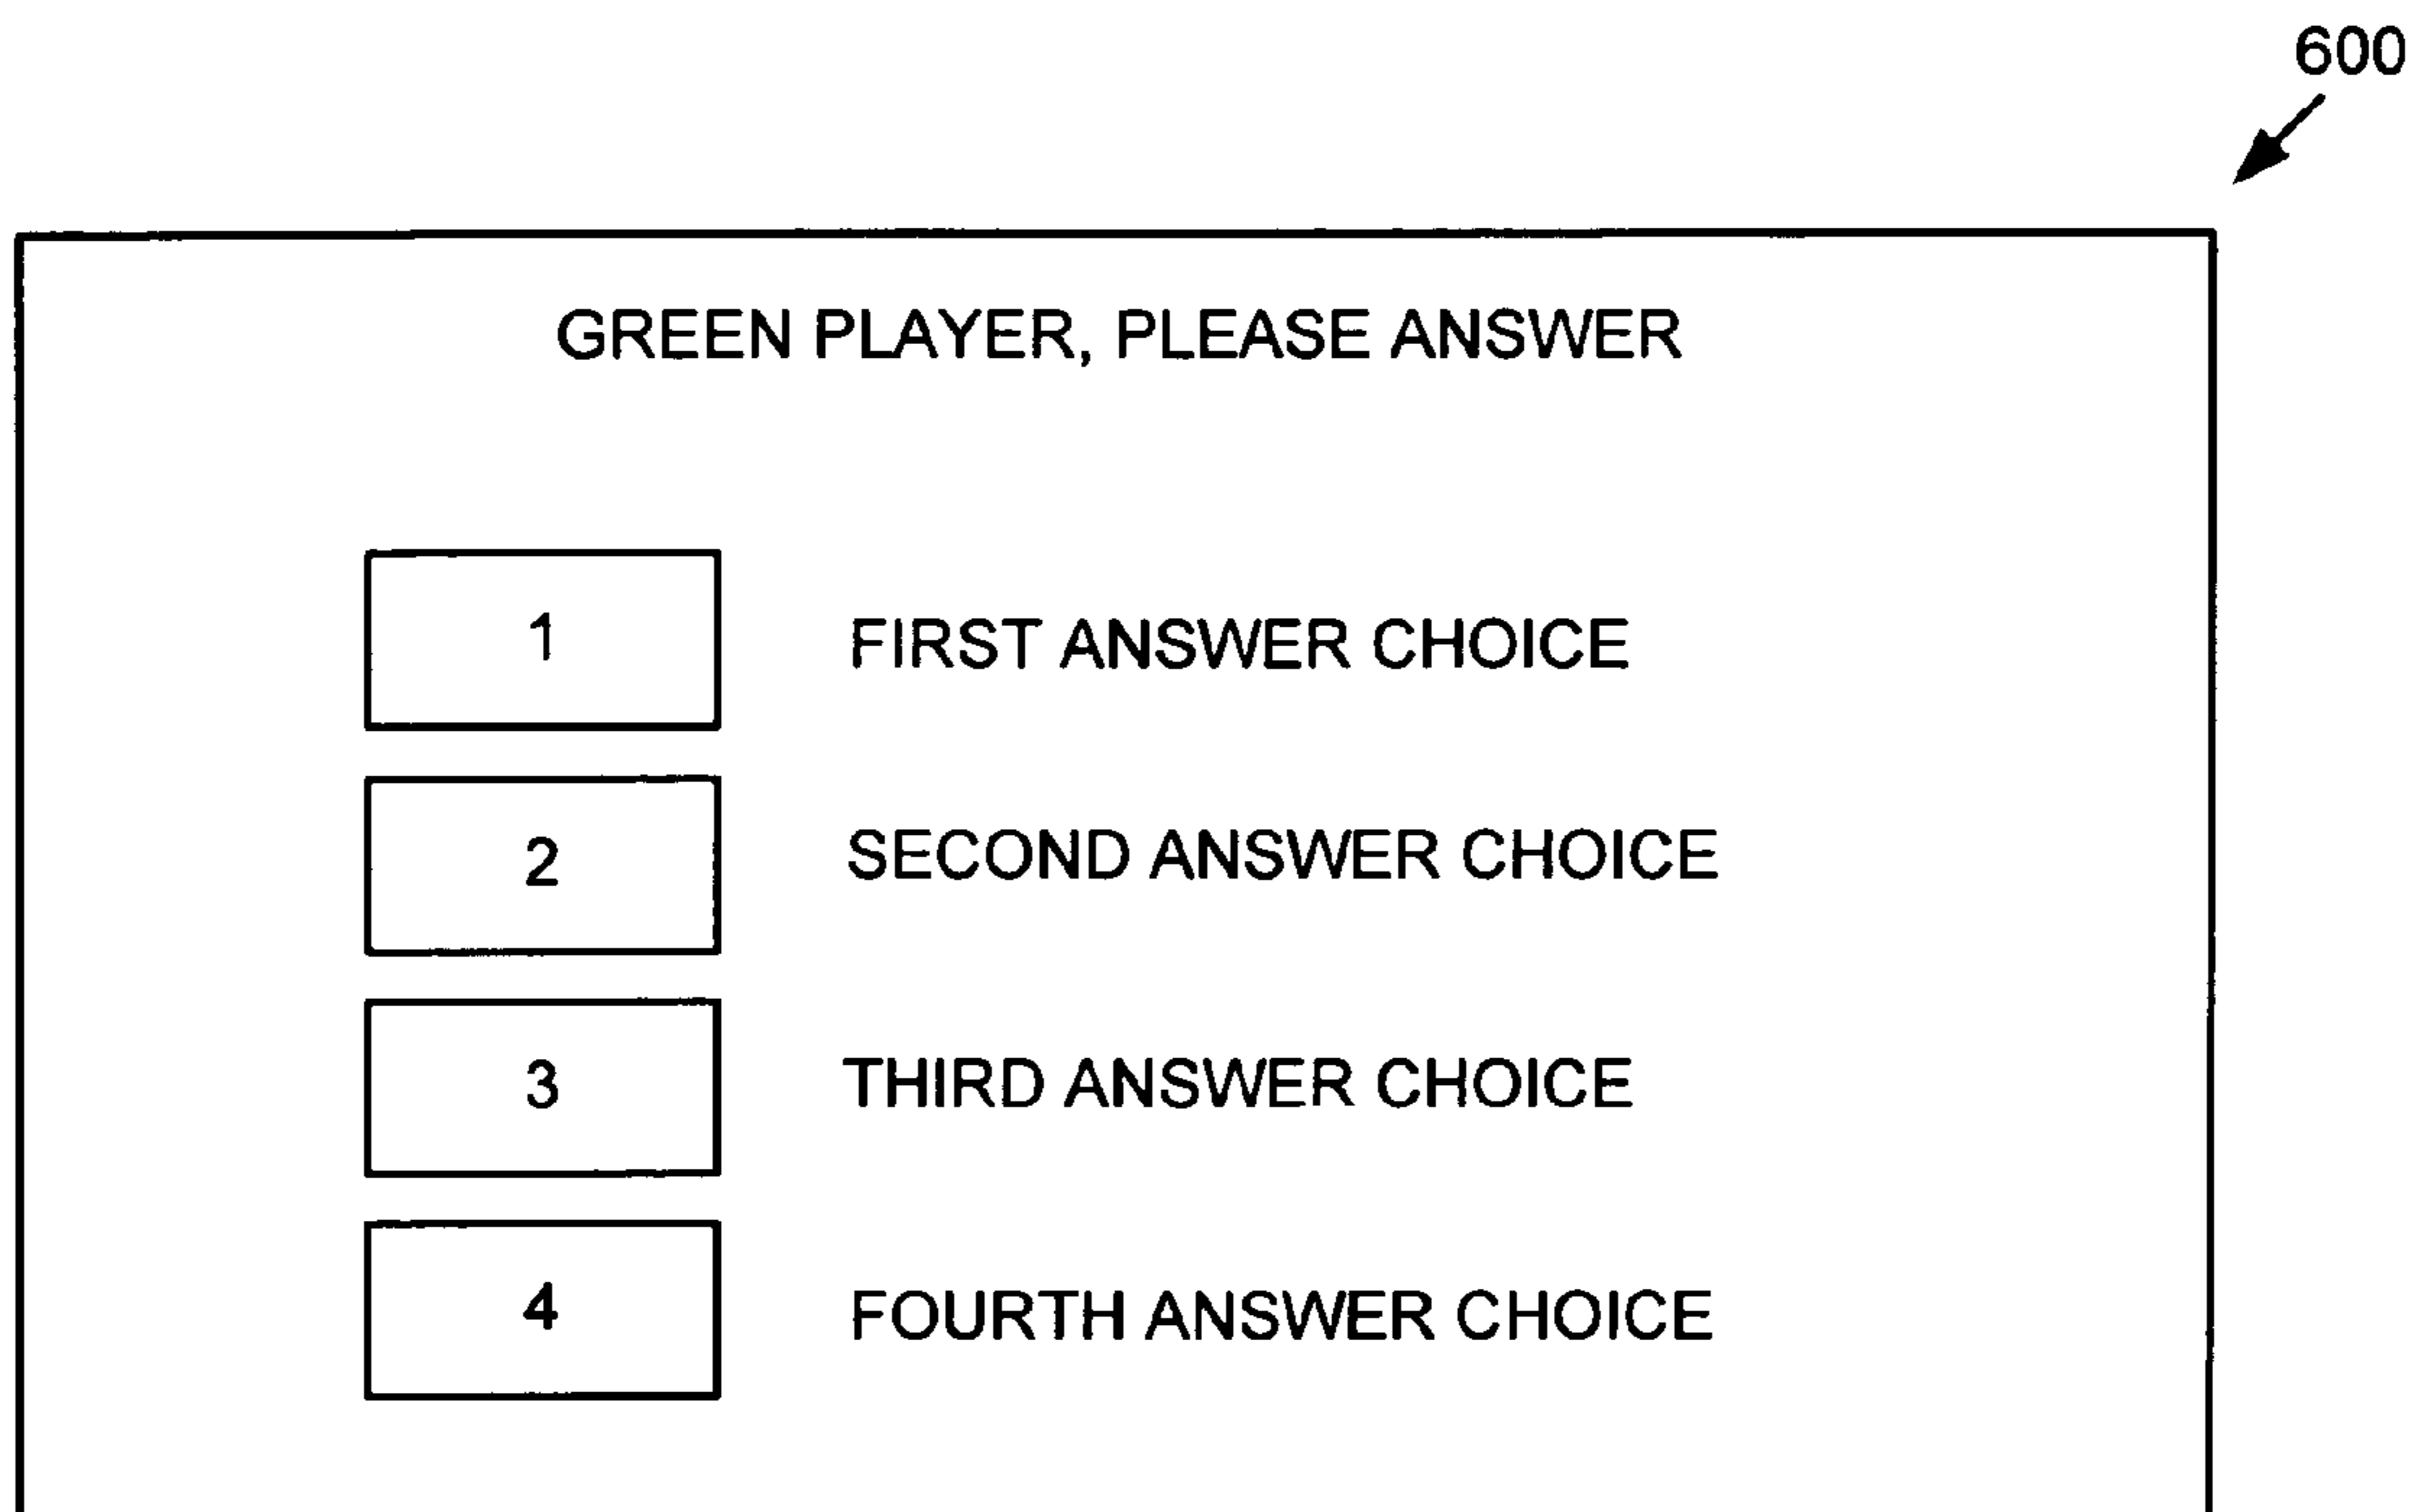 600
GREEN PLAYER, PLEASE ANSWER
1 FIRST ANSWER CHOICE
2 SECOND ANSWER CHOICE
3 THIRD ANSWER CHOICE
4 FOURTH ANSWER CHOICE